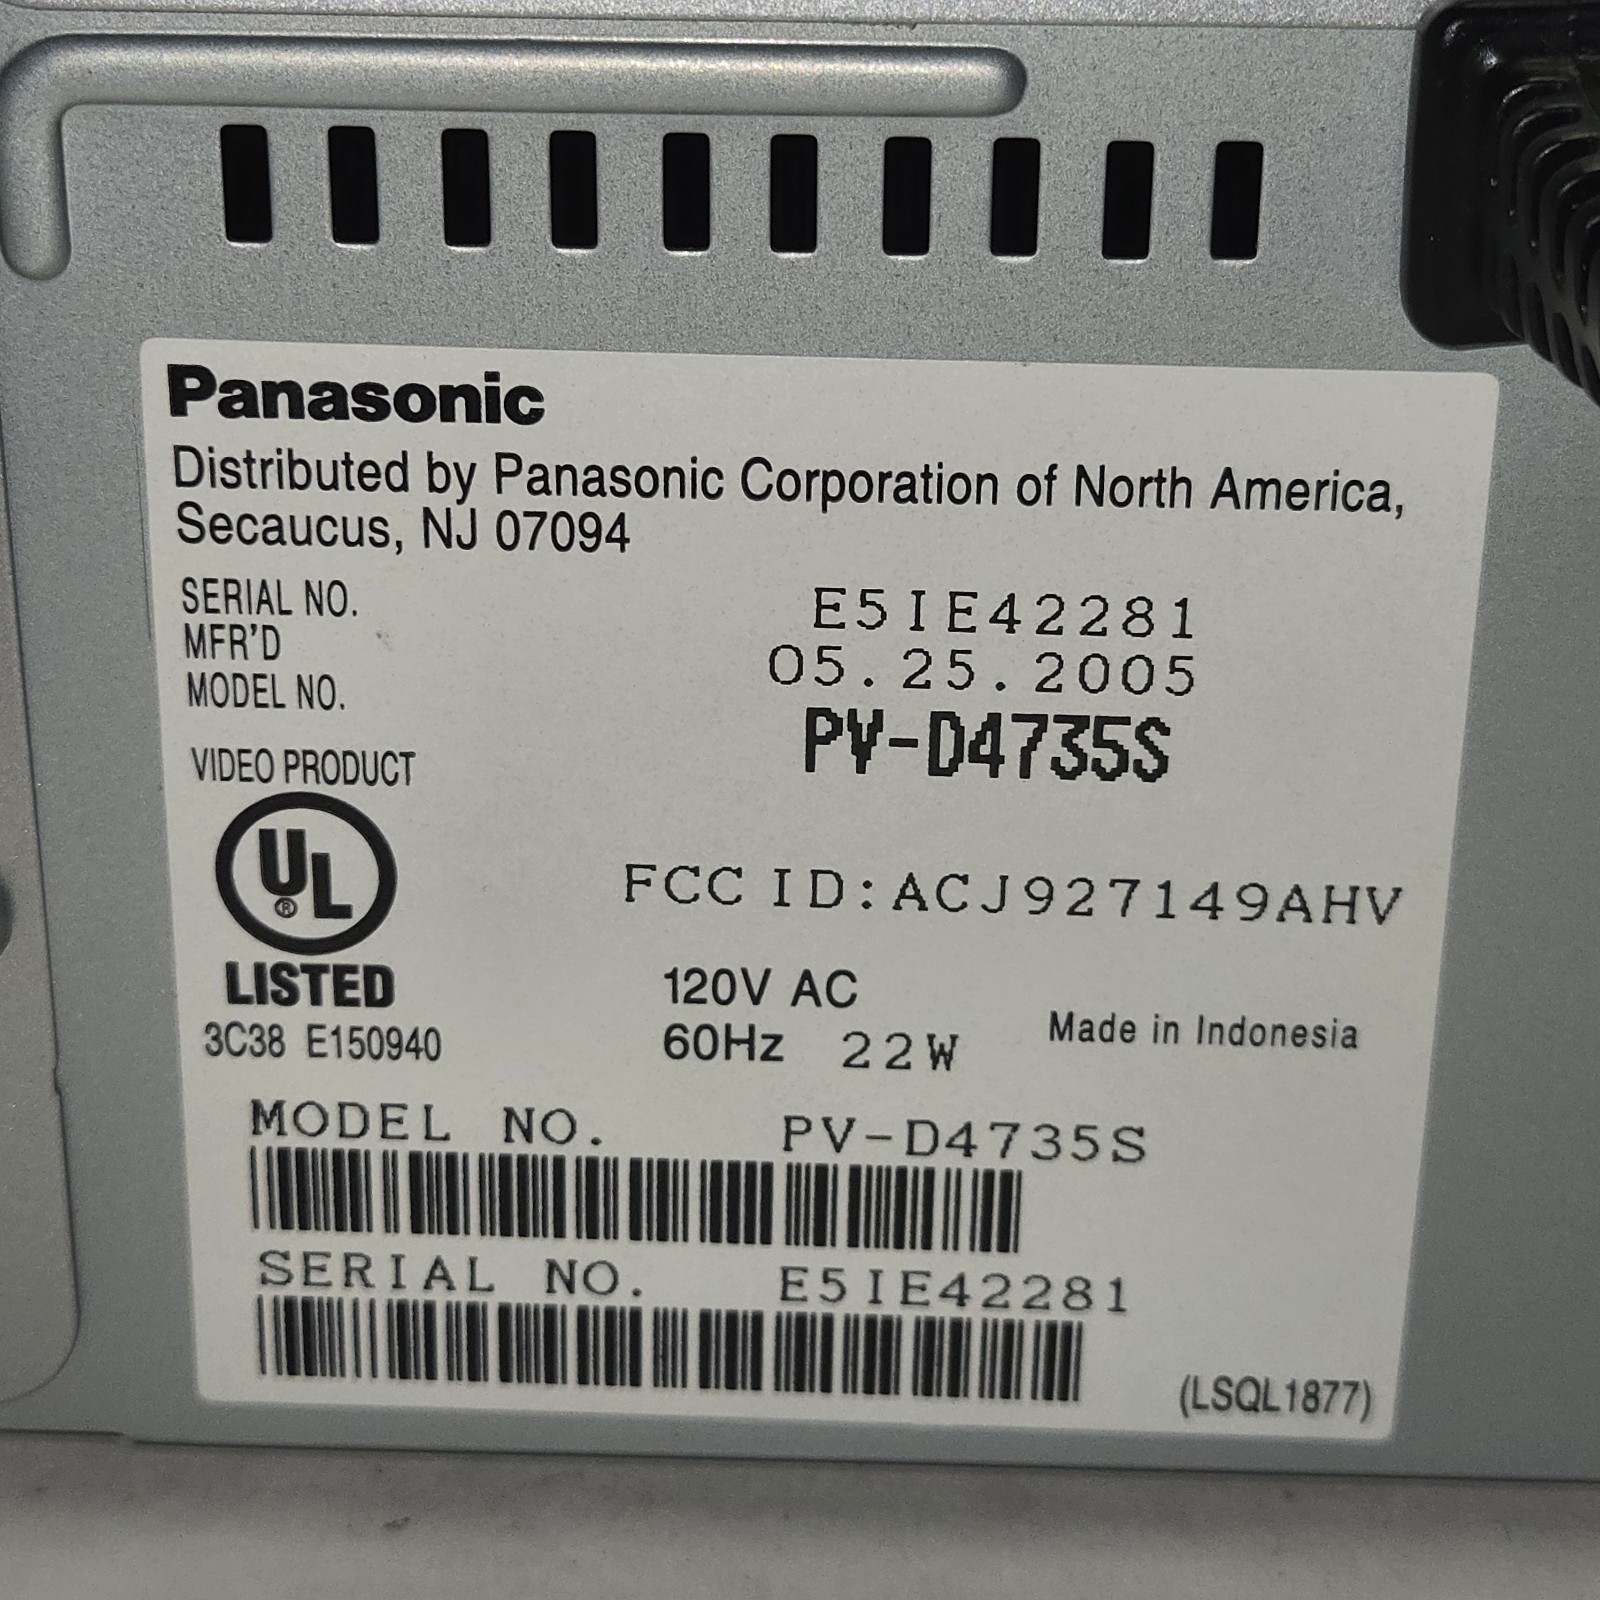 Panasonic
Distributed by Panasonic Corporation of North America,
Secaucus, NJ 07094
SERIAL NO. E5IE42281
MFR'D 05.25.2005
MODEL NO. PV-D4735S
VIDEO PRODUCT
UL
®
LISTED
3C38 E150940
FCC ID:ACJ927149AHV
120V AC
60Hz 22W
Made in Indonesia
MODEL NO. PV-D4735S
SERIAL NO. E5IE42281
(LSQL1877)